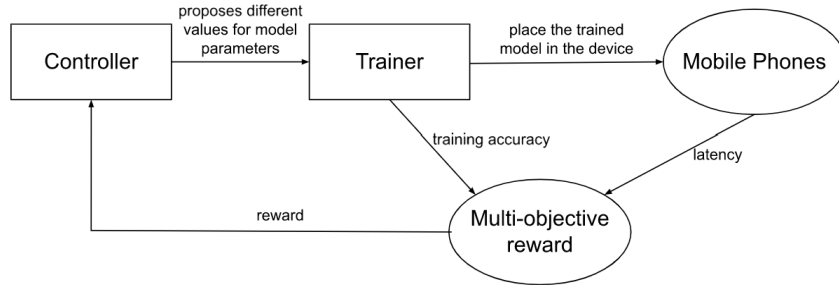 proposes different
values for model
parameters
place the trained
model in the device
Controller
Trainer
Mobile Phones
training accuracy
latency
reward
Multi-objective
reward